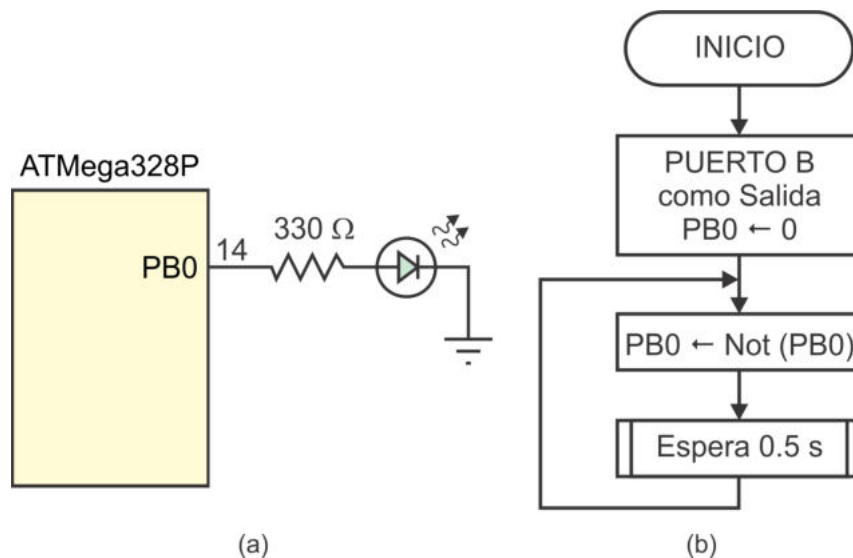 ATMega328P
PB0
14
330 Ω
(a)
INICIO
PUERTO B
como Salida
PB0 ← 0
PB0 ← Not (PB0)
Espera 0.5 s
(b)